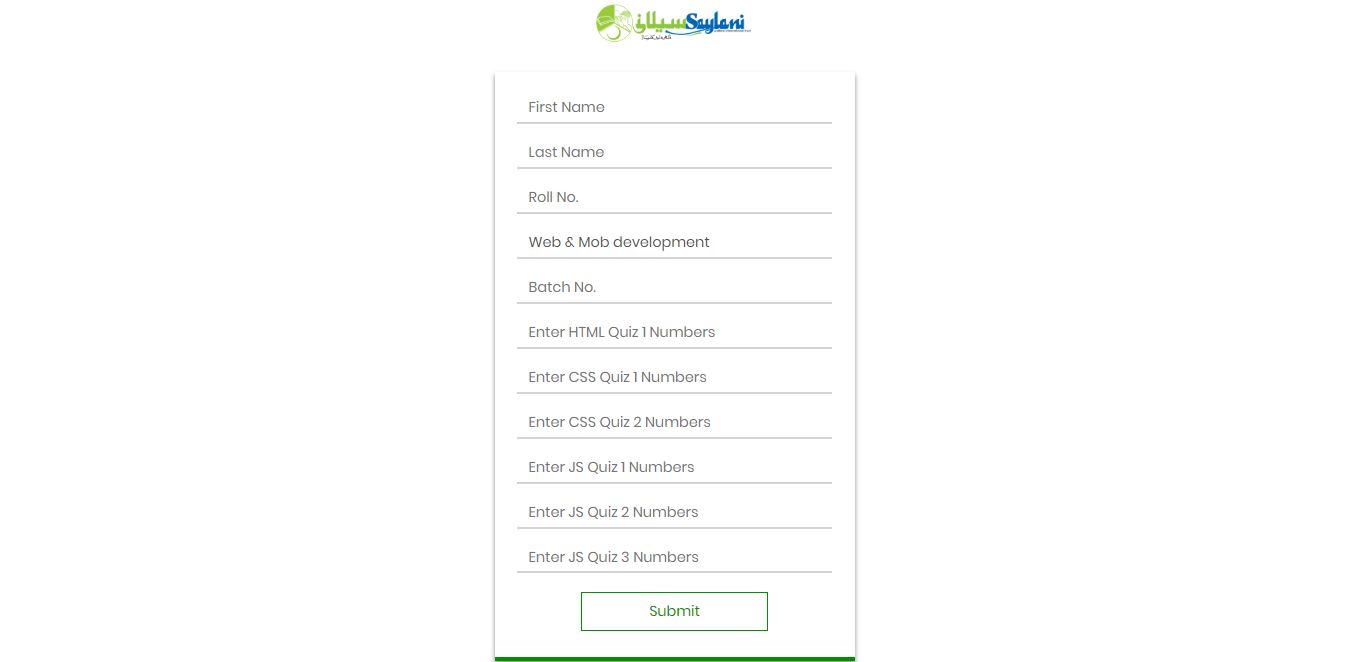 سیلانی Saylani
First Name
Last Name
Roll No.
Web & Mob development
Batch No.
Enter HTML Quiz 1 Numbers
Enter CSS Quiz 1 Numbers
Enter CSS Quiz 2 Numbers
Enter JS Quiz 1 Numbers
Enter JS Quiz 2 Numbers
Enter JS Quiz 3 Numbers
Submit